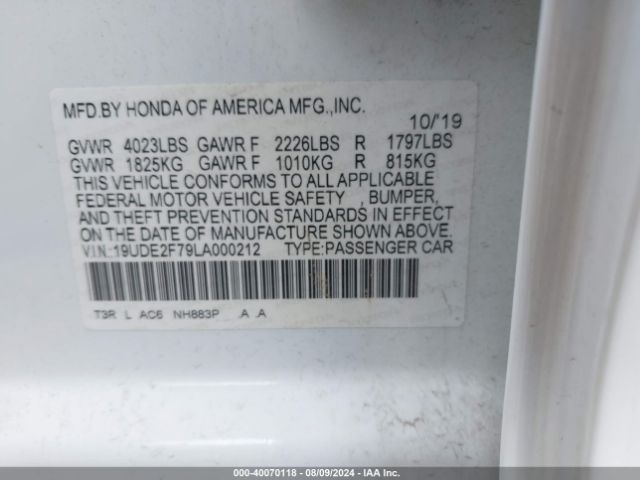 MFD.BY HONDA OF AMERICA MFG.,INC.
10/'19
GVWR 4023LBS GAWR F 2226LBS R 1797LBS
GVWR 1825KG GAWR F 1010KG R 815KG
THIS VEHICLE CONFORMS TO ALL APPLICABLE
FEDERAL MOTOR VEHICLE SAFETY , BUMPER,
AND THEFT PREVENTION STANDARDS IN EFFECT
ON THE DATE OF MANUFACTURE SHOWN ABOVE.
V.I.N.:19UDE2F79LA000212 TYPE:PASSENGER CAR
T3R L AC6 NH883P .A .A
000-40070118 - 08/09/2024 - IAA Inc.